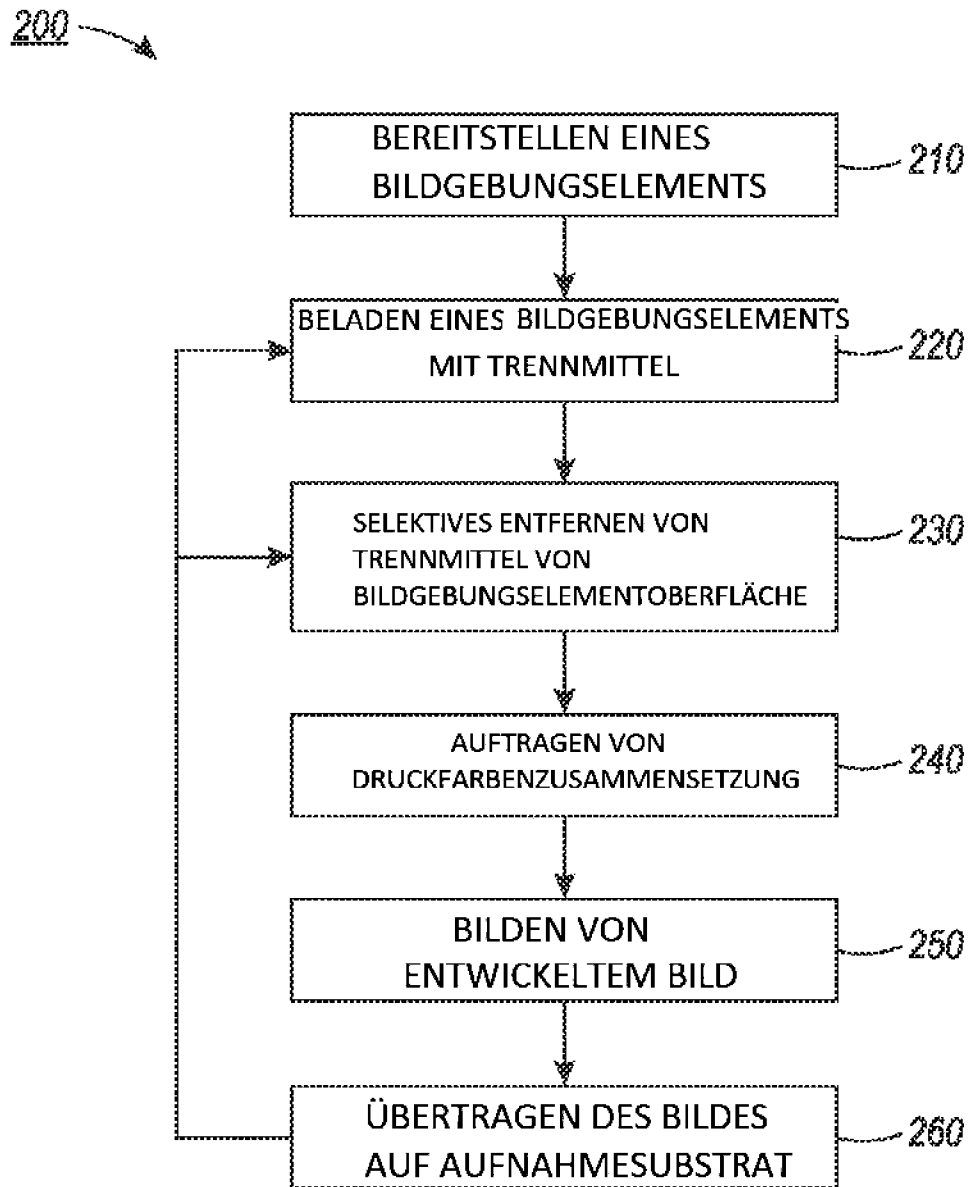 200
BEREITSTELLEN EINES
BILDGEBUNGSELEMENTS
210
BELADEN EINES BILDGEBUNGSELEMENTS
MIT TRENNMITTEL
220
SELEKTIVES ENTFERNEN VON
TRENNMITTEL VON
BILDGEBUNGSELEMENTOBERFLÄCHE
230
AUFTRAGEN VON
DRUCKFARBENZUSAMMENSETZUNG
240
BILDEN VON
ENTWICKELTEM BILD
250
ÜBERTRAGEN DES BILDES
AUF AUFNAHMESUBSTRAT
260